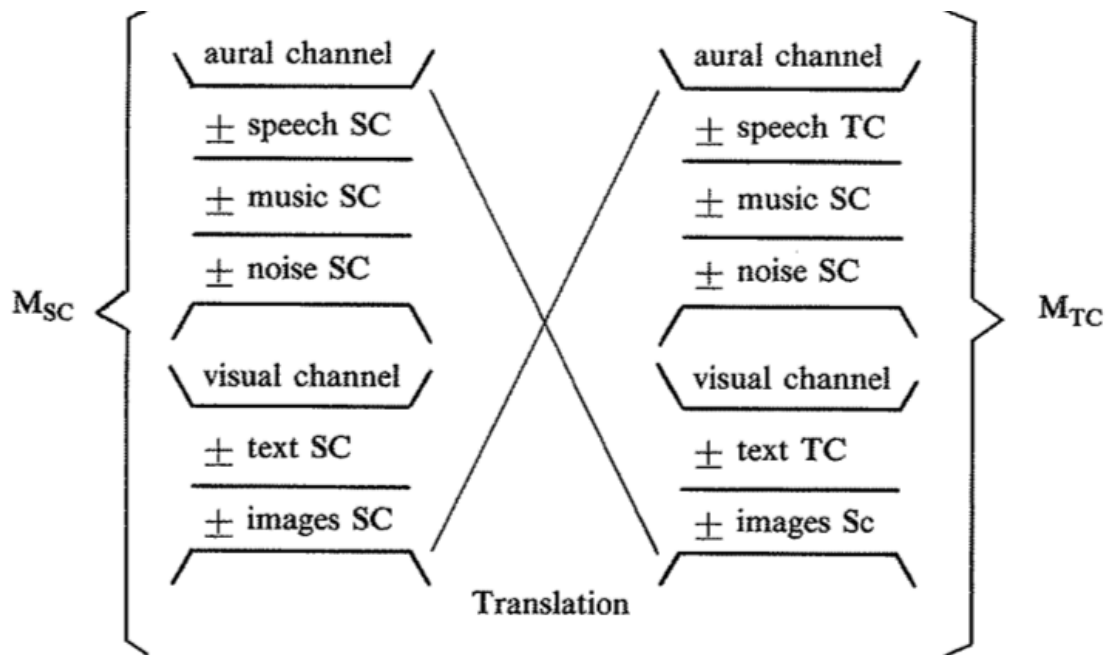 aural channel
± speech SC
± music SC
± noise SC
visual channel
± text SC
± images SC
M_SC
Translation
aural channel
± speech TC
± music SC
± noise SC
visual channel
± text TC
± images Sc
M_TC